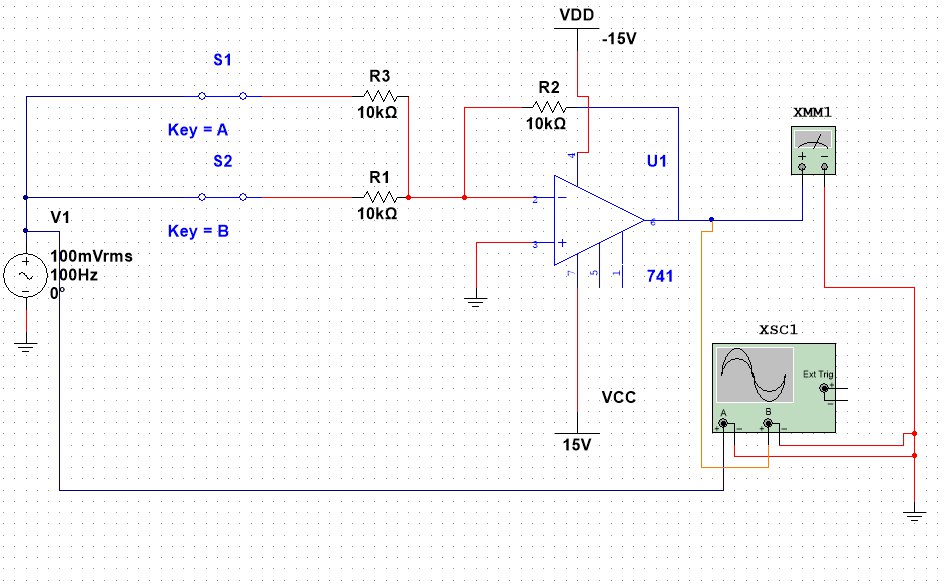 VDD
-15V
S1
R3
10kΩ
Key = A
R2
10kΩ
XMM1
+ −
S2
R1
10kΩ
Key = B
4
U1
2
−
6
3
+
741
7
5
1
V1
+
−
100mVrms
100Hz
0°
XSC1
Ext Trig
+
−
A
B
+ −
+ −
VCC
15V